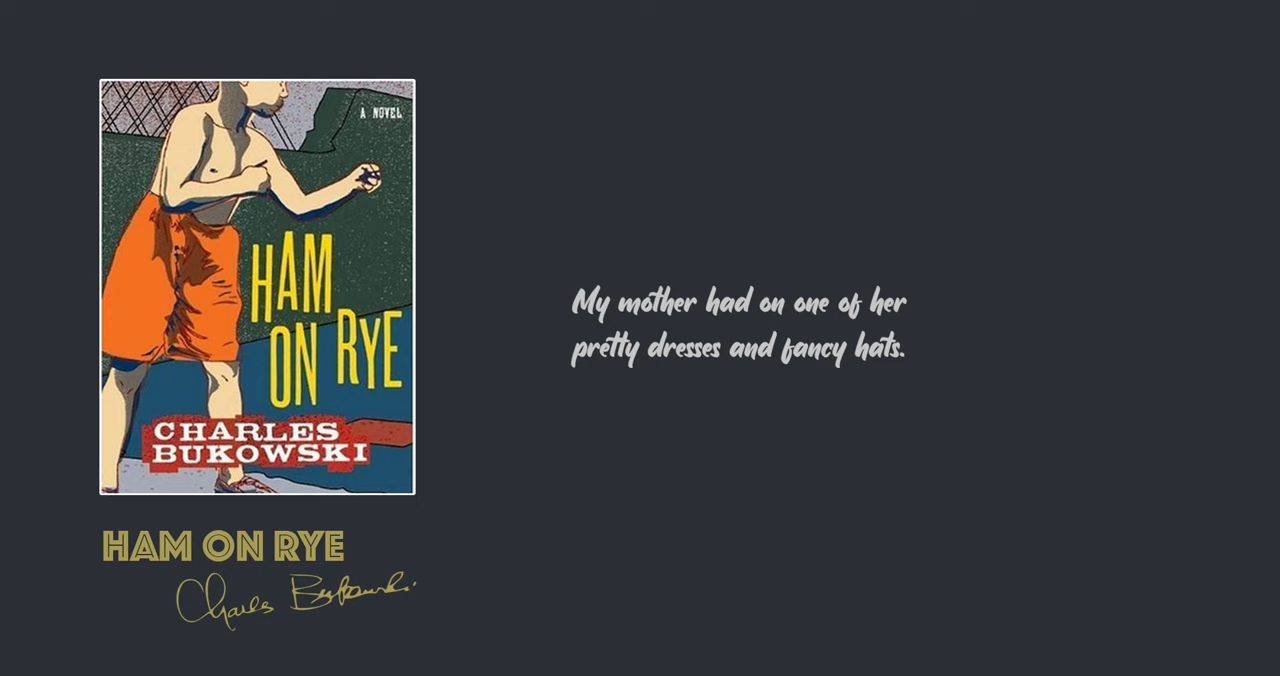 A NOVEL
HAM
ON RYE
CHARLES
BUKOWSKI
HAM ON RYE
Charles Bukowski
My mother had on one of her
pretty dresses and fancy hats.